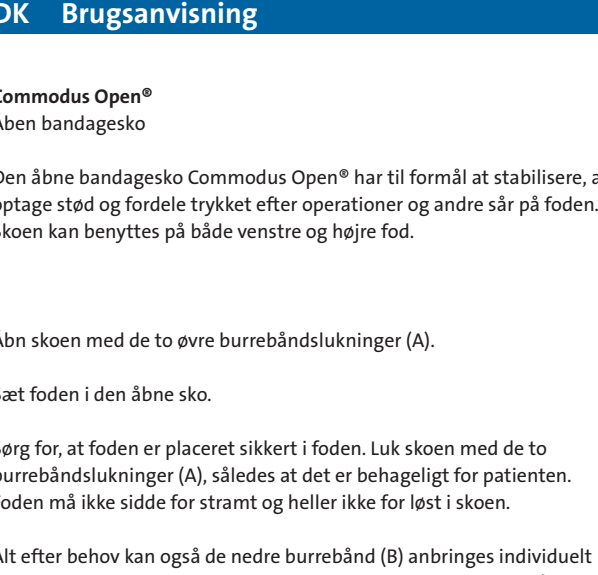 DK Brugsanvisning
Commodus Open®
Åben bandagesko
Den åbne bandagesko Commodus Open® har til formål at stabilisere, a
optage stød og fordele trykket efter operationer og andre sår på foden.
Skoen kan benyttes på både venstre og højre fod.
Åbn skoen med de to øvre burrebåndslukninger (A).
Sæt foden i den åbne sko.
Sørg for, at foden er placeret sikkert i foden. Luk skoen med de to
burrebåndslukninger (A), således at det er behageligt for patienten.
Foden må ikke sidde for stramt og heller ikke for løst i skoen.
Alt efter behov kan også de nedre burrebånd (B) anbringes individuelt